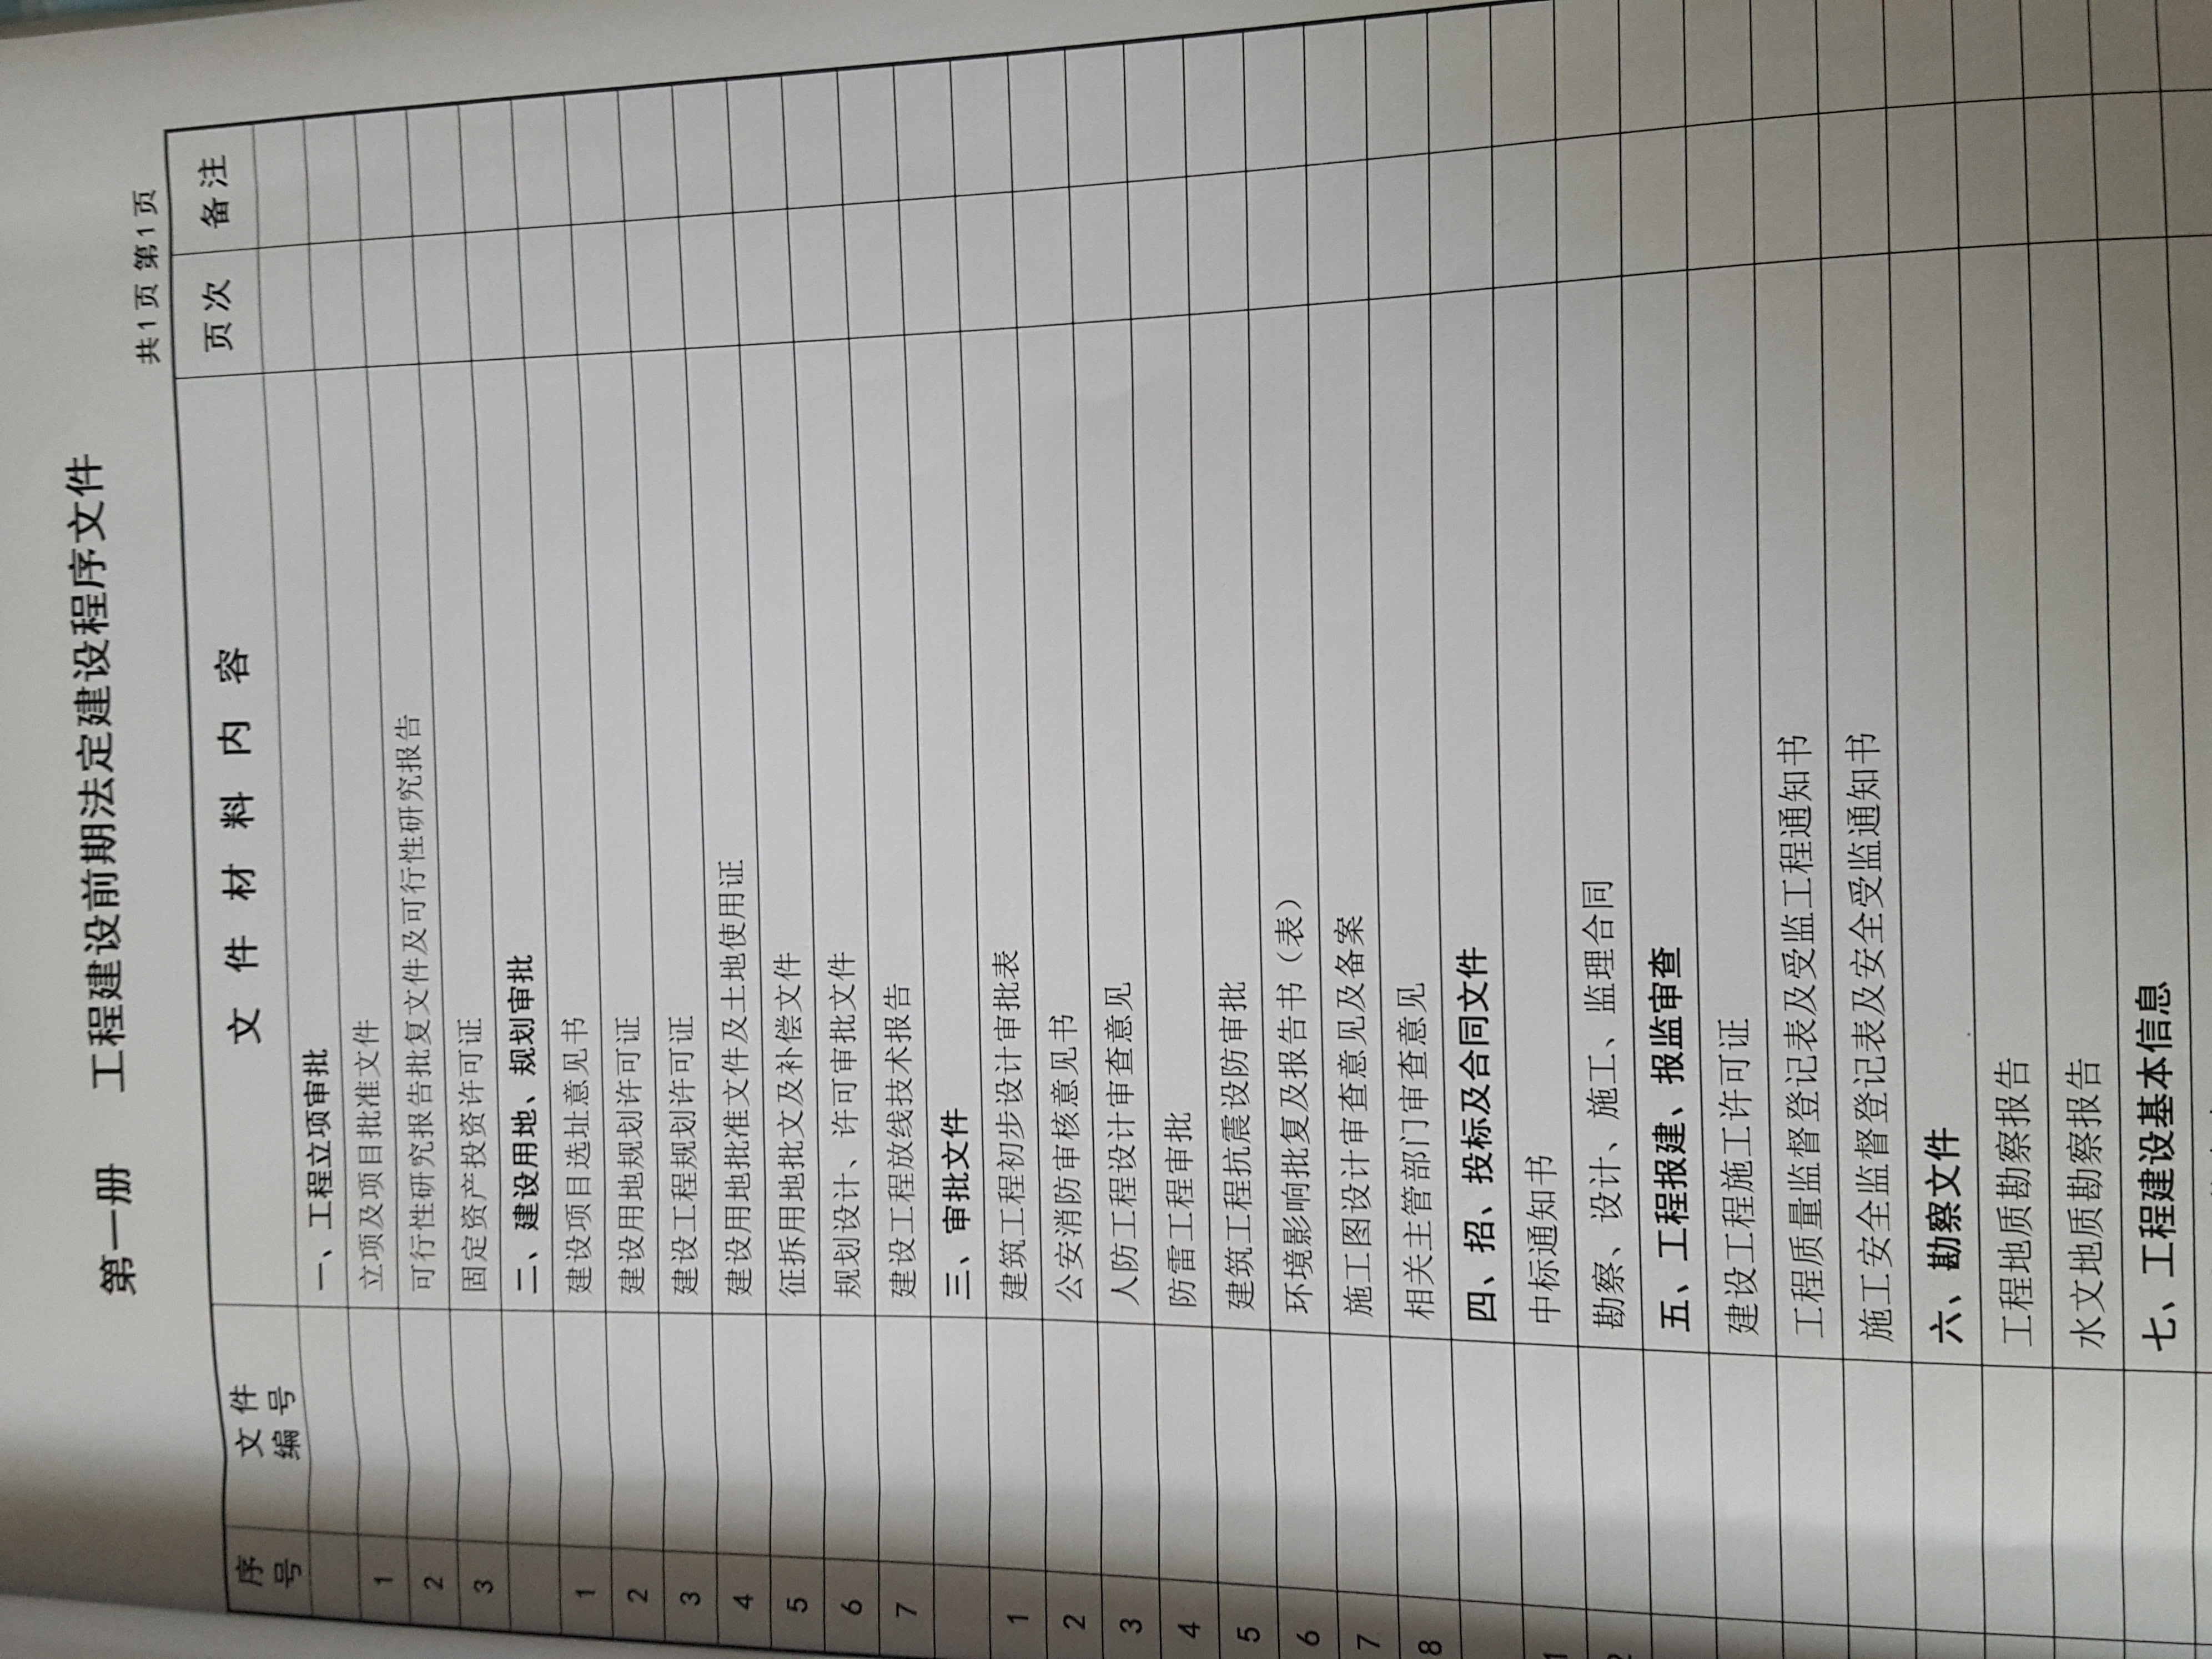 第一册 工程建设前期法定建设程序文件
共1页 第1页
序号 文件编号 文件材料内容 页次 备注
一、工程立项审批
1 立项及项目批准文件
2 可行性研究报告批复文件及可行性研究报告
3 固定资产投资许可证
二、建设用地、规划审批
1 建设项目选址意见书
2 建设用地规划许可证
3 建设工程规划许可证
4 建设用地批准文件及土地使用证
5 征拆用地批文及补偿文件
6 规划设计、许可审批文件
7 建设工程放线技术报告
三、审批文件
1 建筑工程初步设计审批表
2 公安消防审核意见书
3 人防工程设计审查意见
4 防雷工程审批
5 建筑工程抗震设防审批
6 环境影响批复及报告书（表）
7 施工图设计审查意见及备案
8 相关主管部门审查意见
四、招、投标及合同文件
1 中标通知书
2 勘察、设计、施工、监理合同
五、工程报建、报监审查
建设工程施工许可证
工程质量监督登记表及受监工程通知书
施工安全监督登记表及安全受监通知书
六、勘察文件
工程地质勘察报告
水文地质勘察报告
七、工程建设基本信息